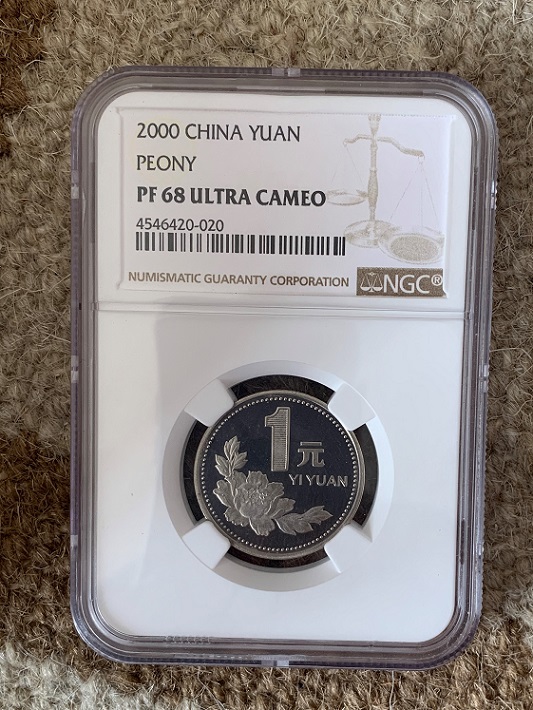 2000 CHINA YUAN
PEONY
PF 68 ULTRA CAMEO
4546420-020
NUMISMATIC GUARANTY CORPORATION NGC®
1
元
YI YUAN